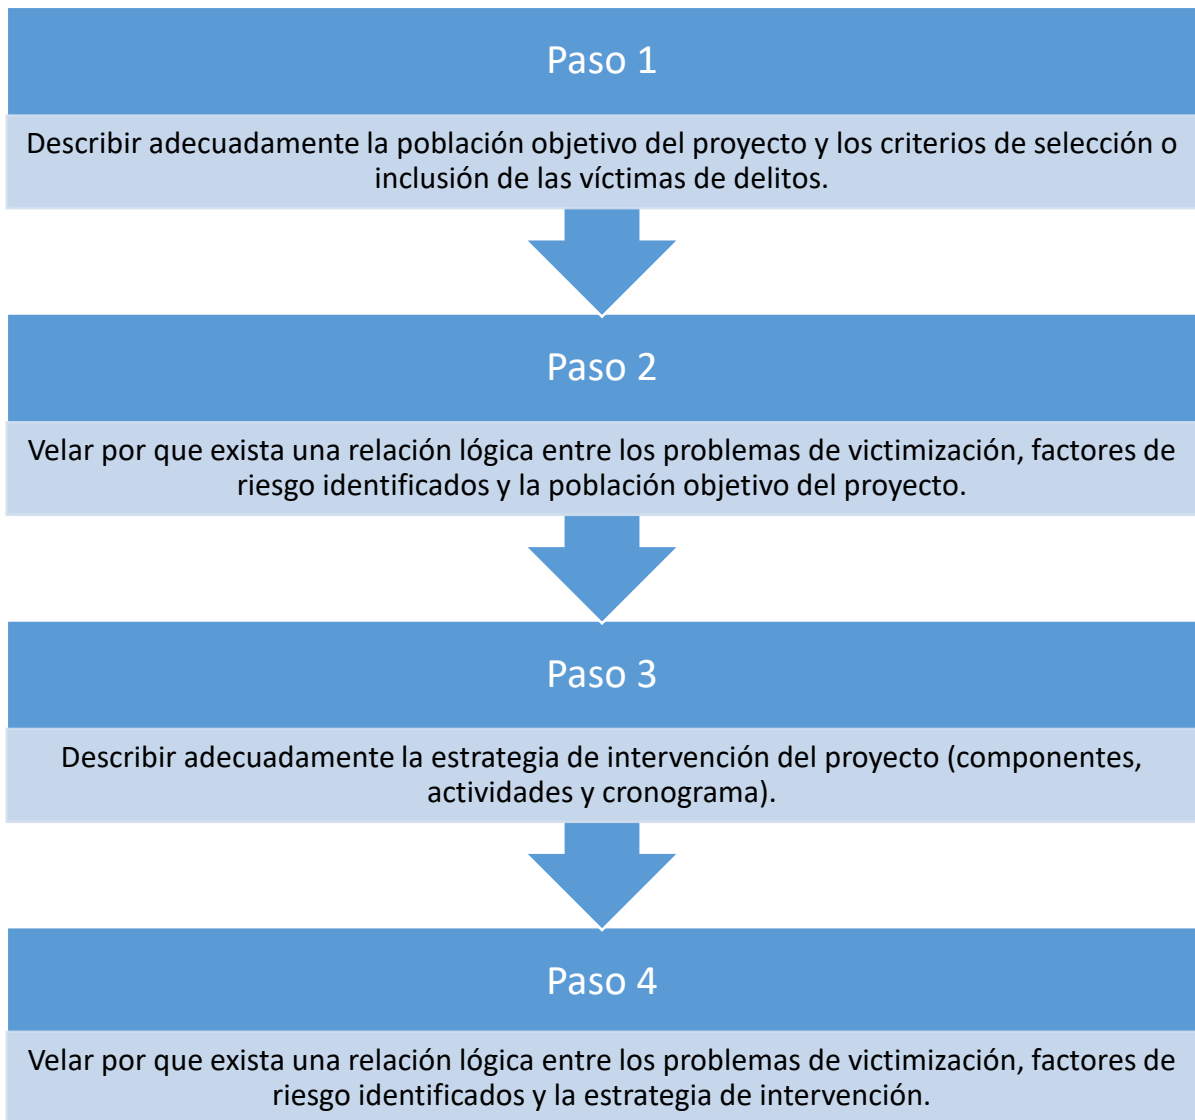 Paso 1
Describir adecuadamente la población objetivo del proyecto y los criterios de selección o
inclusión de las víctimas de delitos.
Paso 2
Velar por que exista una relación lógica entre los problemas de victimización, factores de
riesgo identificados y la población objetivo del proyecto.
Paso 3
Describir adecuadamente la estrategia de intervención del proyecto (componentes,
actividades y cronograma).
Paso 4
Velar por que exista una relación lógica entre los problemas de victimización, factores de
riesgo identificados y la estrategia de intervención.